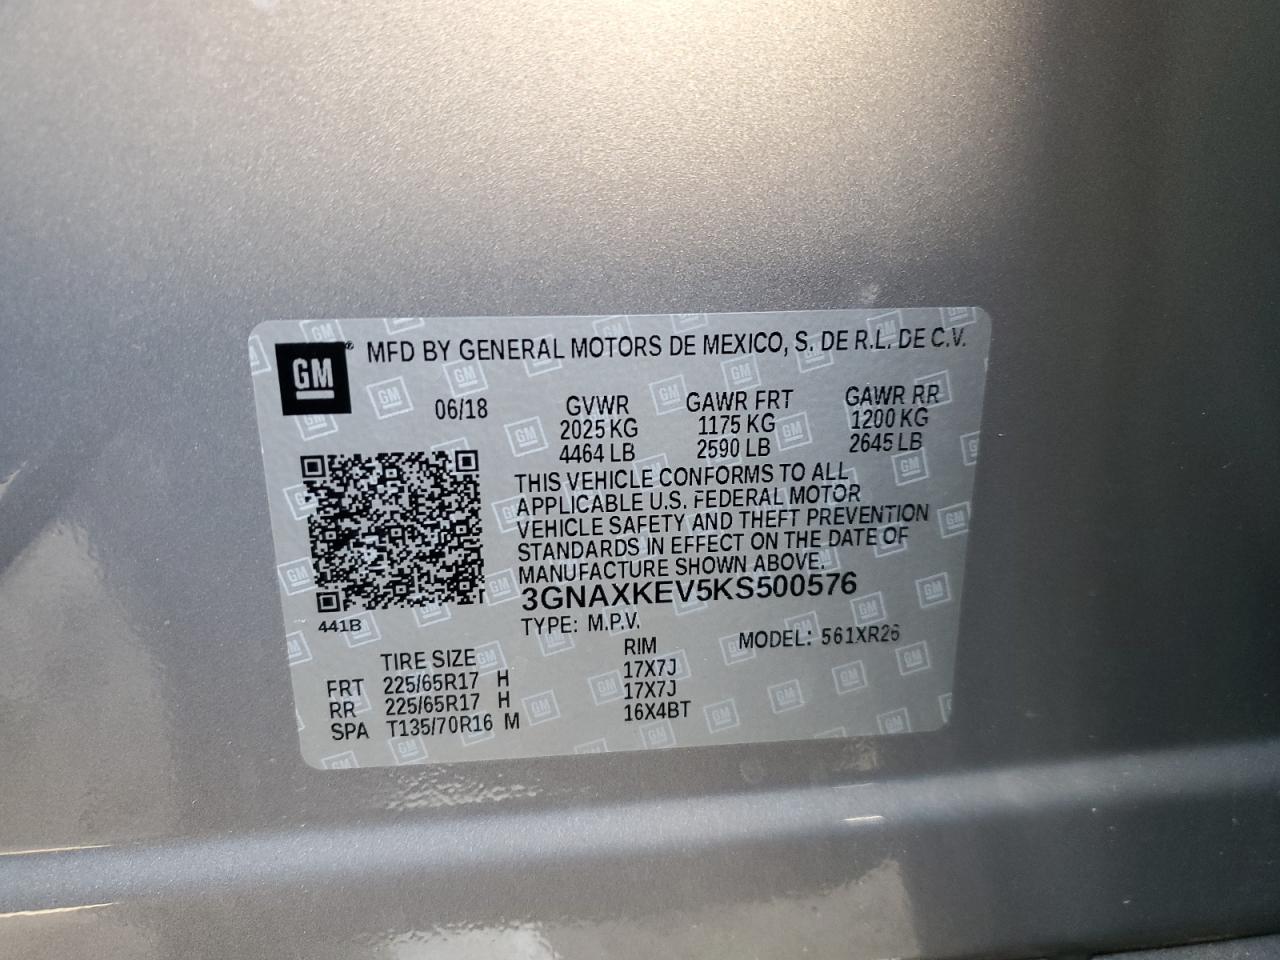 GM
MFD BY GENERAL MOTORS DE MEXICO, S. DE R.L. DE C.V.
06/18
GVWR GAWR FRT GAWR RR
2025 KG 1175 KG 1200 KG
4464 LB 2590 LB 2645 LB
THIS VEHICLE CONFORMS TO ALL
APPLICABLE U.S. FEDERAL MOTOR
VEHICLE SAFETY AND THEFT PREVENTION
STANDARDS IN EFFECT ON THE DATE OF
MANUFACTURE SHOWN ABOVE.
3GNAXKEV5KS500576
441B
TYPE: M.P.V. MODEL: 561XR26
TIRE SIZE RIM
FRT 225/65R17 H 17X7J
RR 225/65R17 H 17X7J
SPA T135/70R16 M 16X4BT